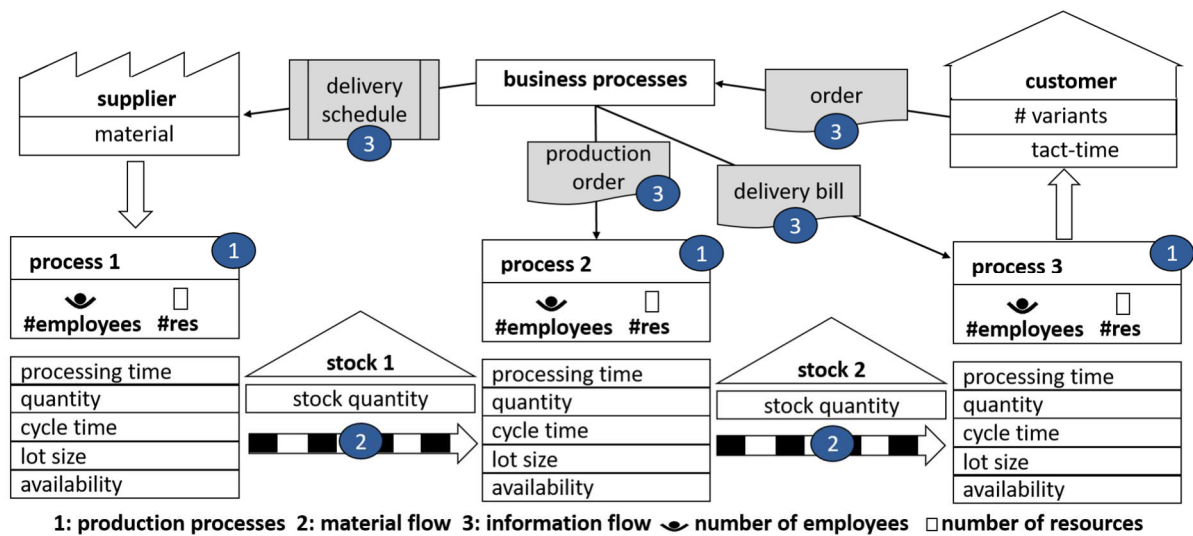 supplier
material
delivery
schedule
3
business processes
order
3
customer
# variants
tact-time
production
order
3
delivery bill
3
process 1
1
#employees #res
process 2
1
#employees #res
process 3
1
#employees #res
processing time
quantity
cycle time
lot size
availability
stock 1
stock quantity
2
processing time
quantity
cycle time
lot size
availability
stock 2
stock quantity
2
processing time
quantity
cycle time
lot size
availability
1: production processes 2: material flow 3: information flow number of employees number of resources